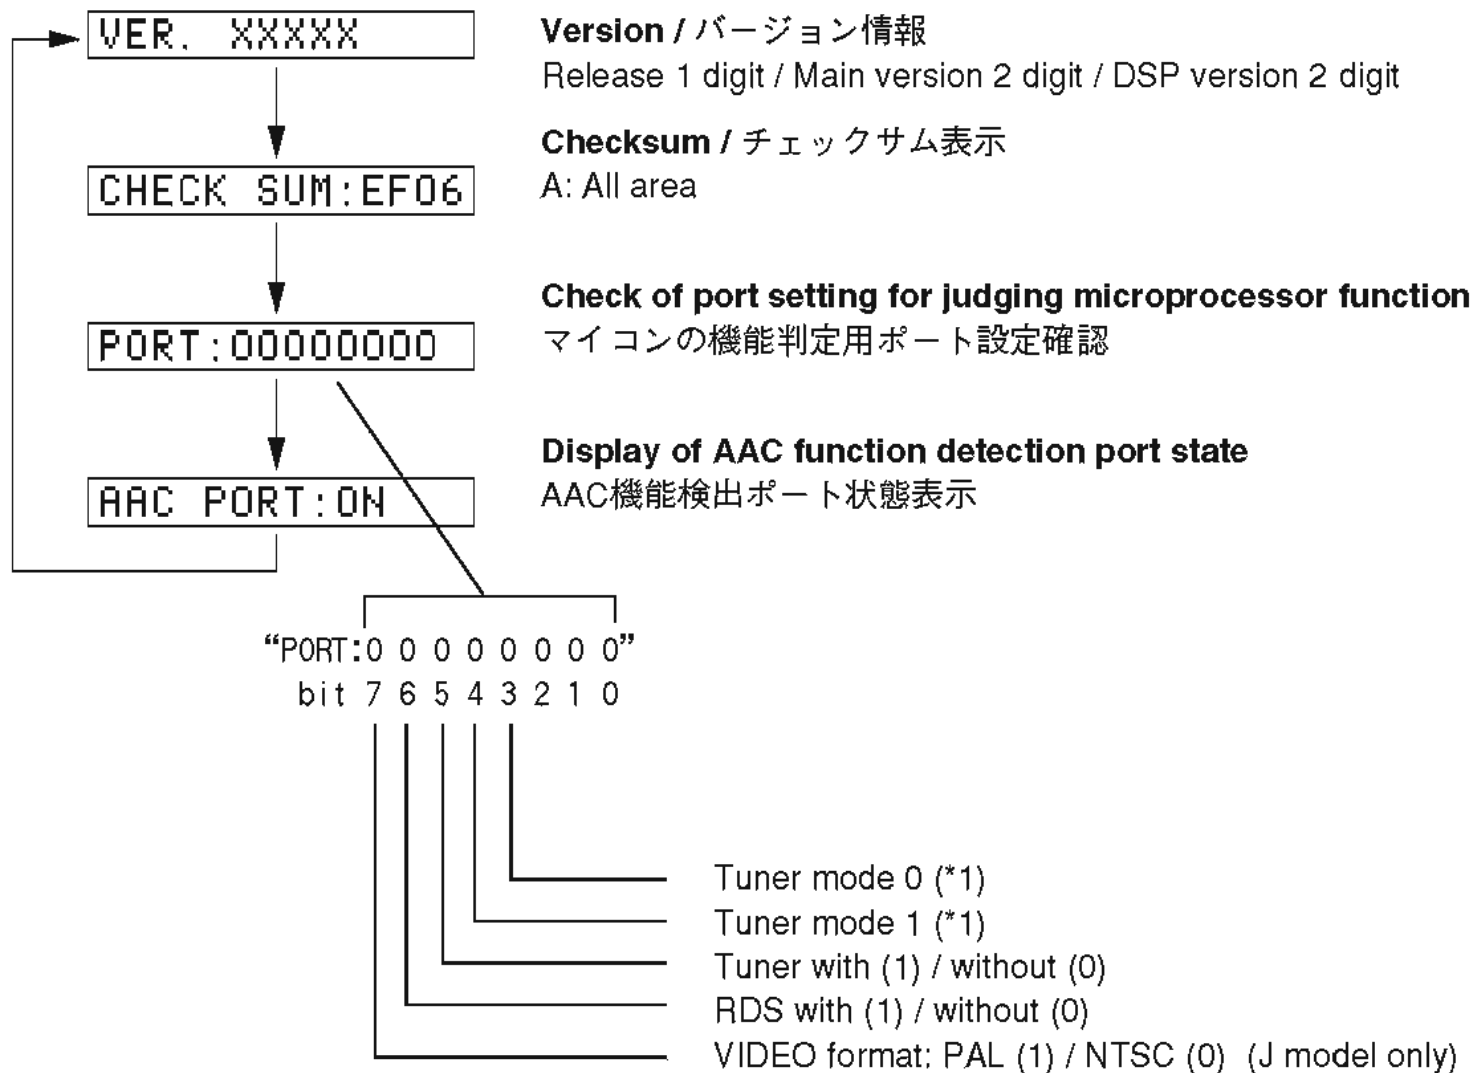 VER. XXXXX
Version / バージョン情報
Release 1 digit / Main version 2 digit / DSP version 2 digit
CHECK SUM:EF06
Checksum / チェックサム表示
A: All area
PORT:00000000
Check of port setting for judging microprocessor function
マイコンの機能判定用ポート設定確認
AAC PORT:ON
Display of AAC function detection port state
AAC機能検出ポート状態表示
“PORT:0 0 0 0 0 0 0 0”
bit 7 6 5 4 3 2 1 0
Tuner mode 0 (*1)
Tuner mode 1 (*1)
Tuner with (1) / without (0)
RDS with (1) / without (0)
VIDEO format: PAL (1) / NTSC (0) (J model only)